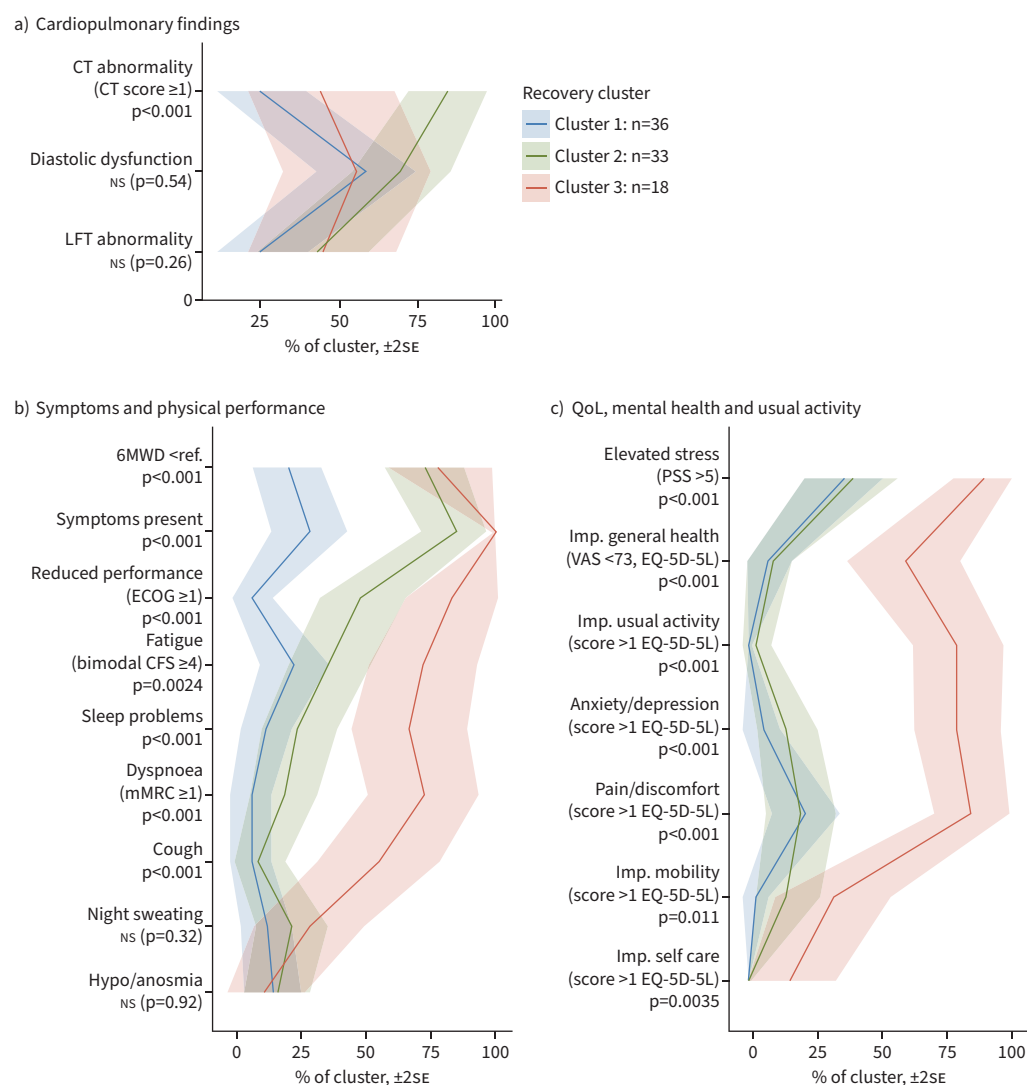 a) Cardiopulmonary findings
CT abnormality
(CT score ≥1)
p<0.001
Diastolic dysfunction
NS (p=0.54)
LFT abnormality
NS (p=0.26)
0
25
50
75
100
% of cluster, ±2SE
Recovery cluster
Cluster 1: n=36
Cluster 2: n=33
Cluster 3: n=18
b) Symptoms and physical performance
6MWD <ref.
p<0.001
Symptoms present
p<0.001
Reduced performance
(ECOG ≥1)
p<0.001
Fatigue
(bimodal CFS ≥4)
p=0.0024
Sleep problems
p<0.001
Dyspnoea
(mMRC ≥1)
p<0.001
Cough
p<0.001
Night sweating
NS (p=0.32)
Hypo/anosmia
NS (p=0.92)
0
25
50
75
100
% of cluster, ±2SE
c) QoL, mental health and usual activity
Elevated stress
(PSS >5)
p<0.001
Imp. general health
(VAS <73, EQ-5D-5L)
p<0.001
Imp. usual activity
(score >1 EQ-5D-5L)
p<0.001
Anxiety/depression
(score >1 EQ-5D-5L)
p<0.001
Pain/discomfort
(score >1 EQ-5D-5L)
p<0.001
Imp. mobility
(score >1 EQ-5D-5L)
p=0.011
Imp. self care
(score >1 EQ-5D-5L)
p=0.0035
0
25
50
75
100
% of cluster, ±2SE